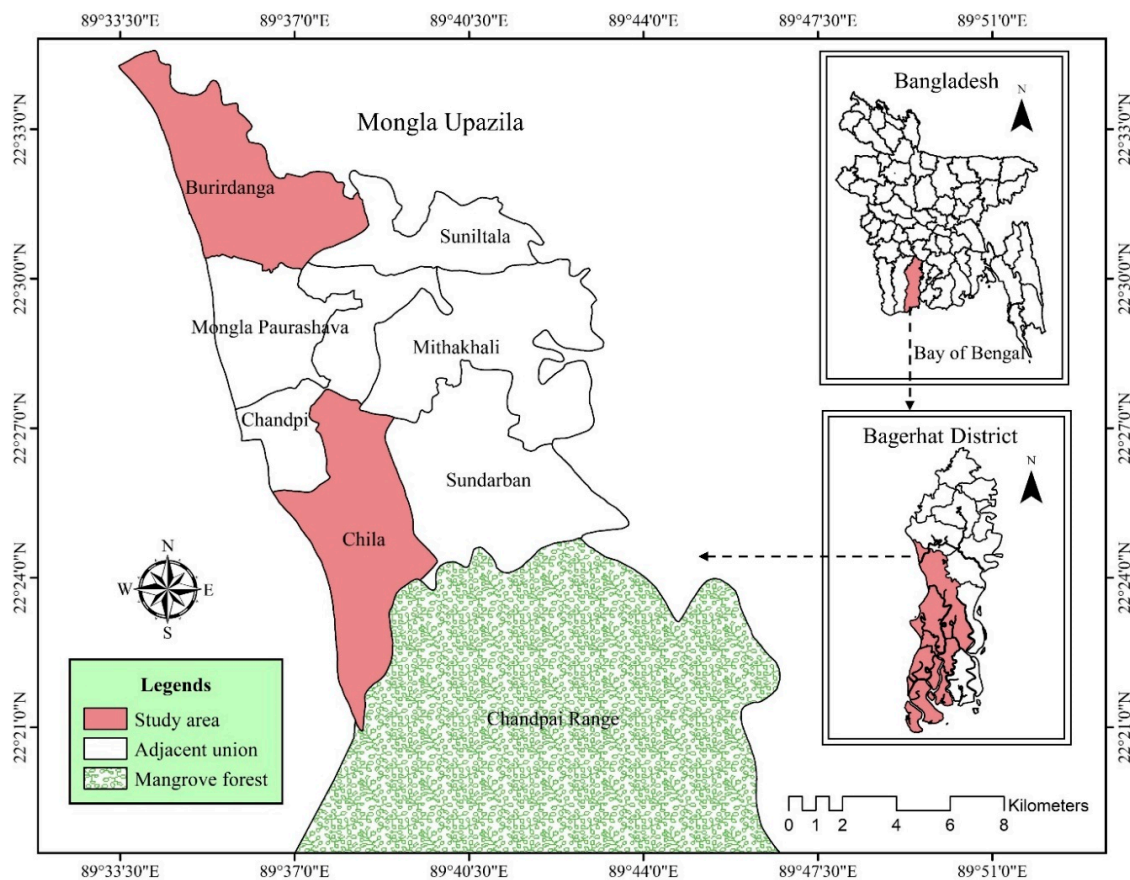 89°33'30"E 89°37'0"E 89°40'30"E 89°44'0"E 89°47'30"E 89°51'0"E
22°33'0"N
22°30'0"N
22°27'0"N
22°24'0"N
22°21'0"N
Mongla Upazila
Burirdanga
Suniltala
Mongla Paurashava
Mithakhali
Chandpi
Sundarban
Chila
Chandpai Range
N
W E
S
Legends
Study area
Adjacent union
Mangrove forest
Bangladesh
N
Bay of Bengal
Bagerhat District
N
Kilometers
0 1 2 4 6 8
22°33'0"N
22°30'0"N
22°27'0"N
22°24'0"N
22°21'0"N
89°33'30"E 89°37'0"E 89°40'30"E 89°44'0"E 89°47'30"E 89°51'0"E